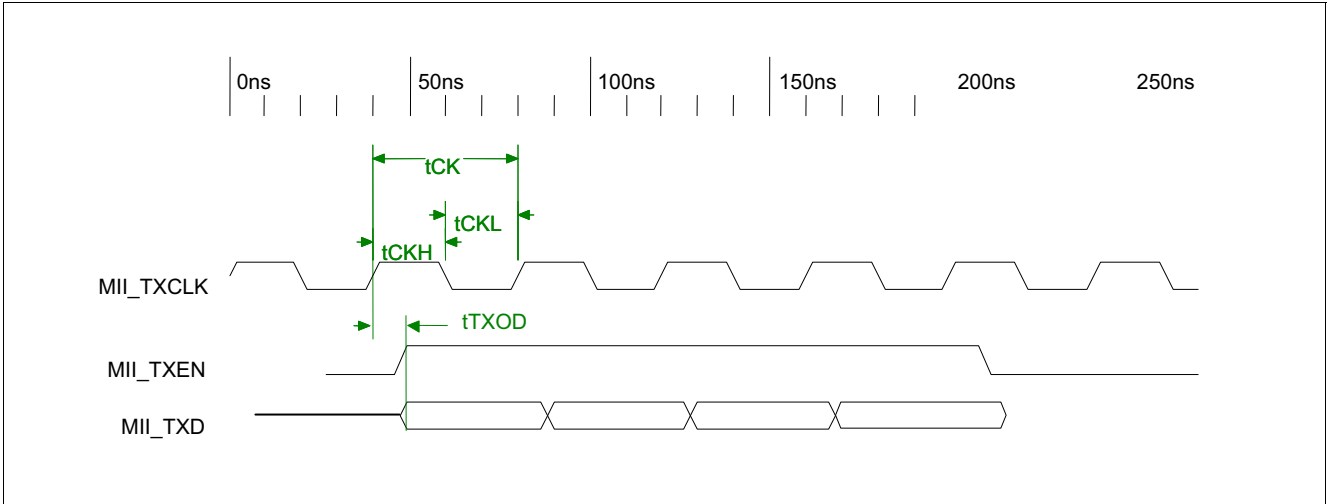 0ns 50ns 100ns 150ns 200ns 250ns
tCK
tCKL
tCKH
MII_TXCLK
tTXOD
MII_TXEN
MII_TXD